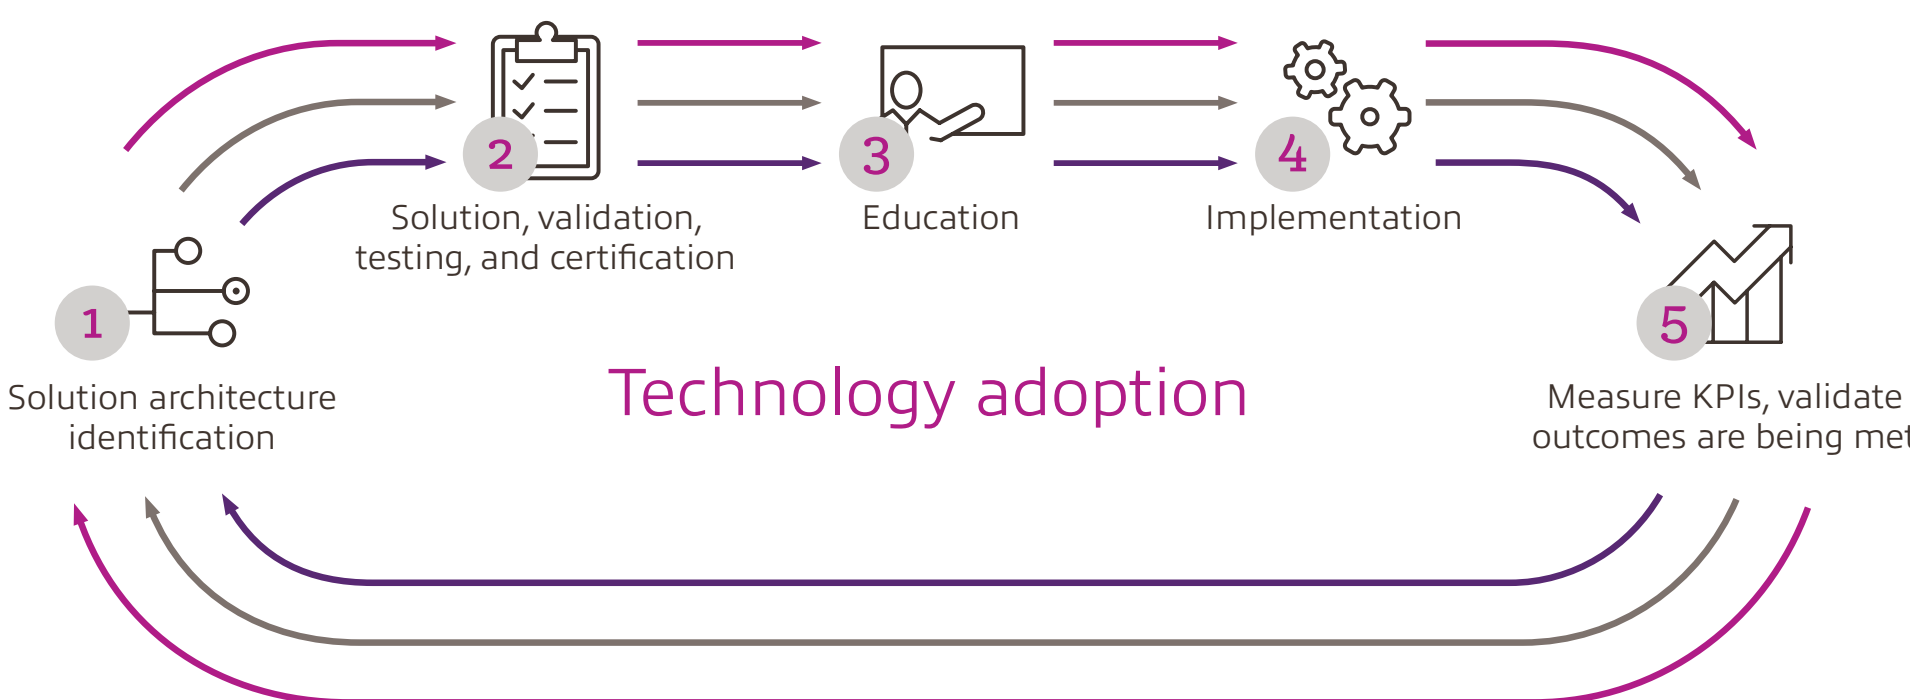 1
Solution architecture
identification
2
Solution, validation,
testing, and certification
3
Education
4
Implementation
5
Measure KPIs, validate
outcomes are being met
Technology adoption